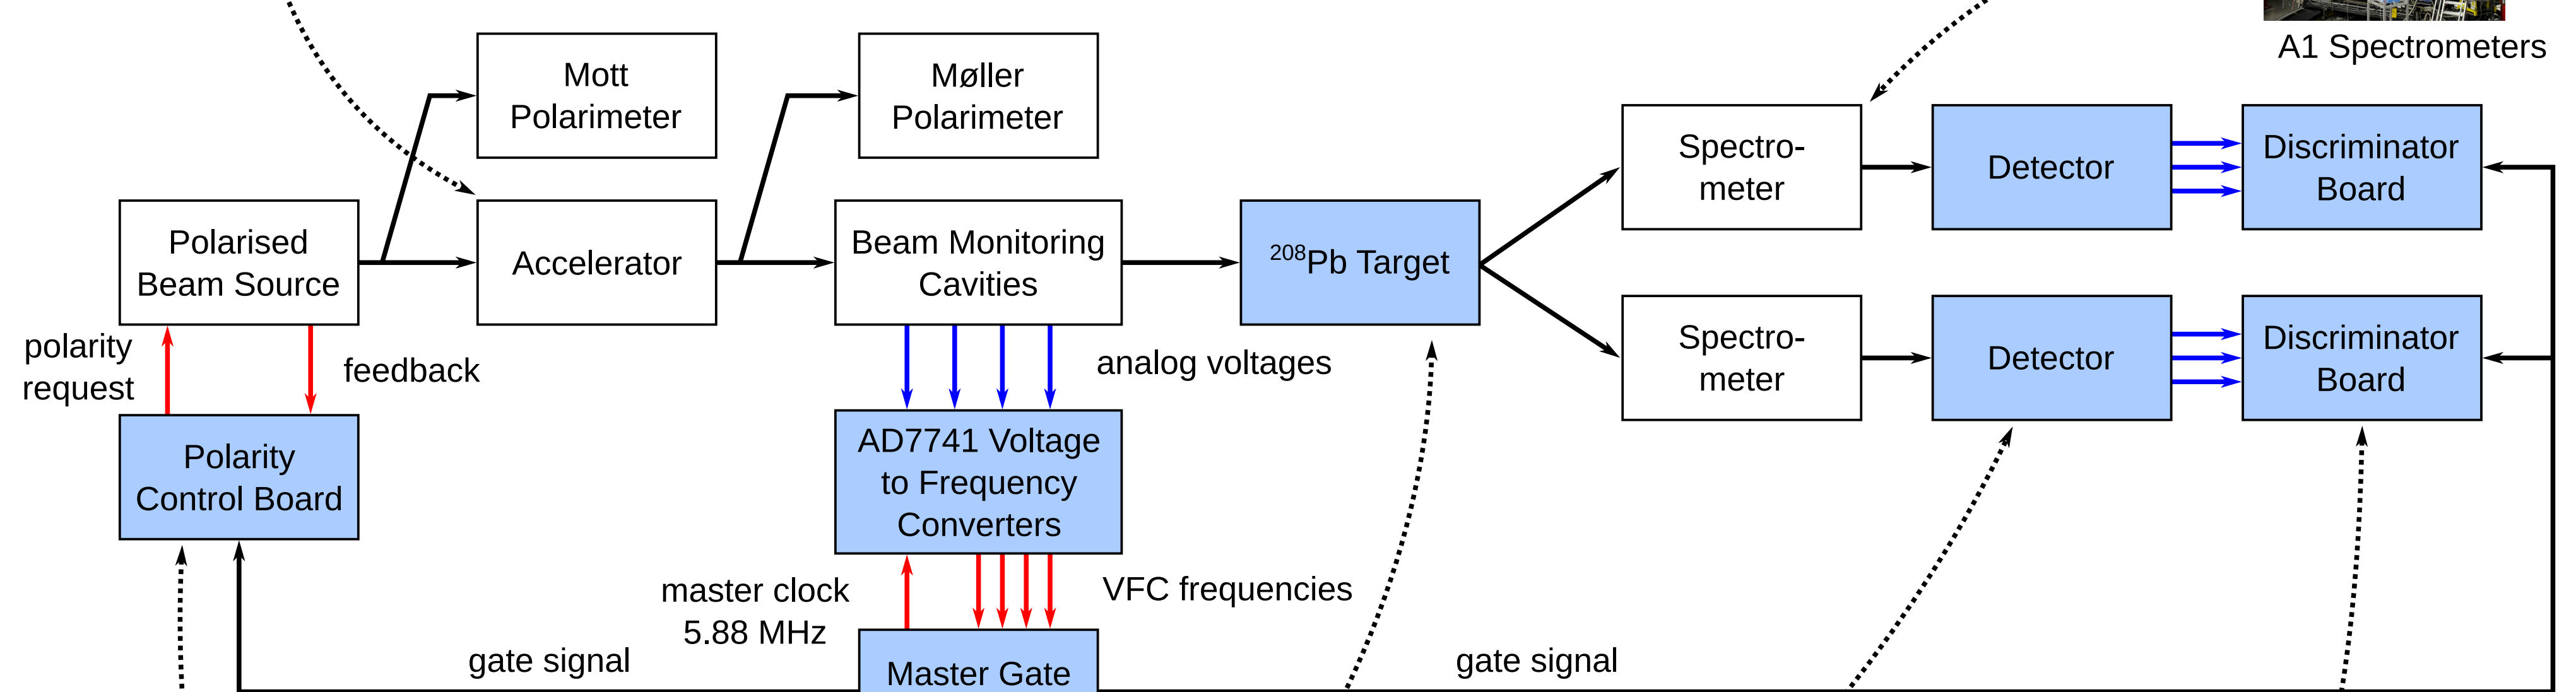 A1 Spectrometers
Mott
Polarimeter
Møller
Polarimeter
Spectro-
meter
Detector
Discriminator
Board
Polarised
Beam Source
Accelerator
Beam Monitoring
Cavities
208Pb Target
Spectro-
meter
Detector
Discriminator
Board
polarity
request
feedback
analog voltages
Polarity
Control Board
AD7741 Voltage
to Frequency
Converters
master clock
5.88 MHz
VFC frequencies
gate signal
Master Gate
gate signal